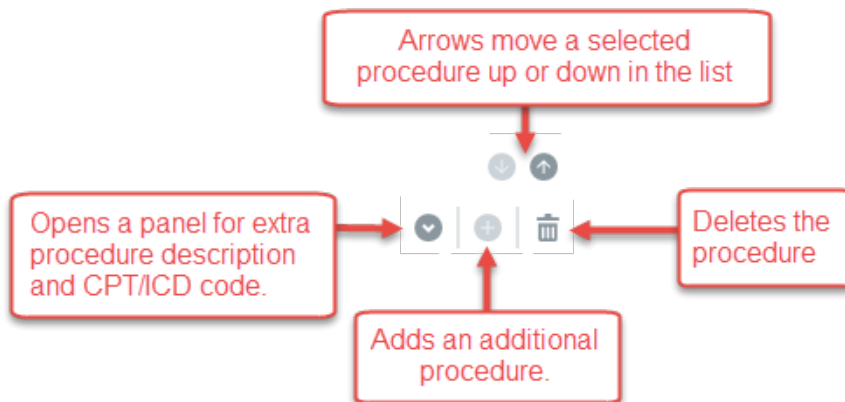 Arrows move a selected
procedure up or down in the list
Opens a panel for extra
procedure description
and CPT/ICD code.
Deletes the
procedure
Adds an additional
procedure.